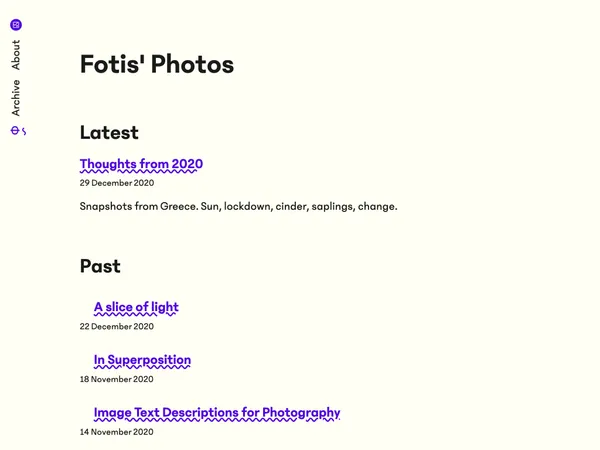 About
Archive
Fotis' Photos
Latest
Thoughts from 2020
29 December 2020
Snapshots from Greece. Sun, lockdown, cinder, saplings, change.
Past
A slice of light
22 December 2020
In Superposition
18 November 2020
Image Text Descriptions for Photography
14 November 2020